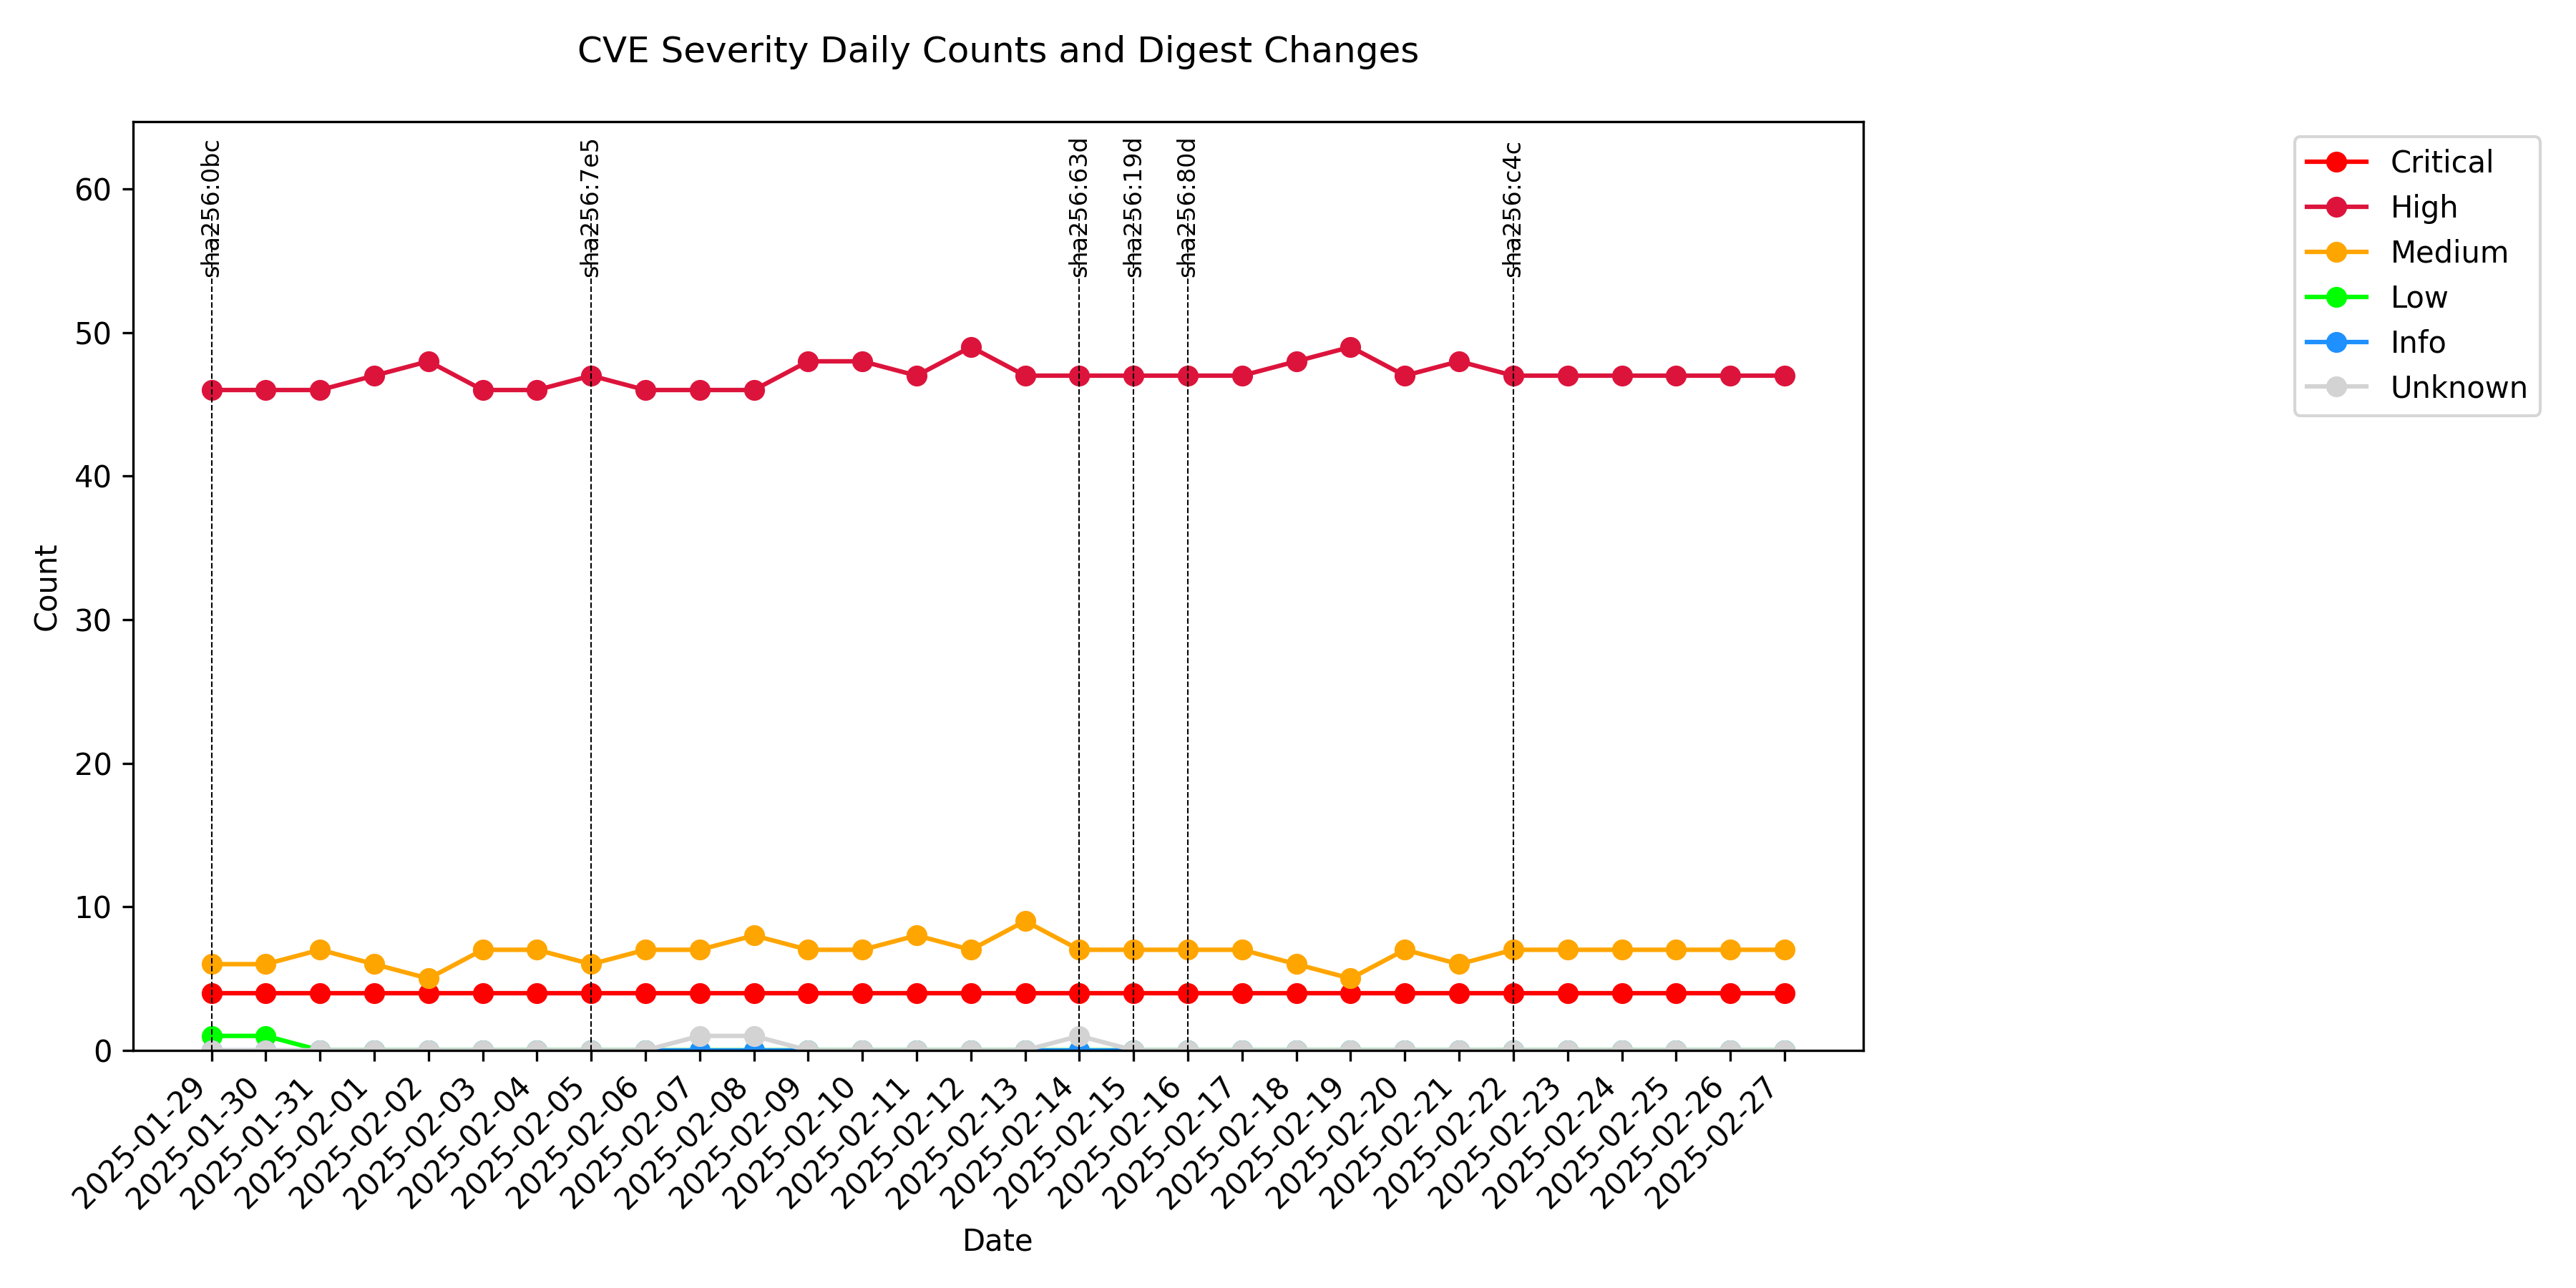 CVE Severity Daily Counts and Digest Changes
sha256:0bc
sha256:7e5
sha256:63d
sha256:19d
sha256:80d
sha256:c4c
Critical
High
Medium
Low
Info
Unknown
Count
60
50
40
30
20
10
0
2025-01-29
2025-01-30
2025-01-31
2025-02-01
2025-02-02
2025-02-03
2025-02-04
2025-02-05
2025-02-06
2025-02-07
2025-02-08
2025-02-09
2025-02-10
2025-02-11
2025-02-12
2025-02-13
2025-02-14
2025-02-15
2025-02-16
2025-02-17
2025-02-18
2025-02-19
2025-02-20
2025-02-21
2025-02-22
2025-02-23
2025-02-24
2025-02-25
2025-02-26
2025-02-27
Date